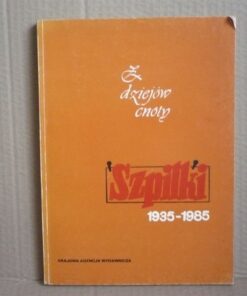 Z
dziejów
cnoty
Szpilki
1935-1985
KRAJOWA AGENCJA WYDAWNICZA